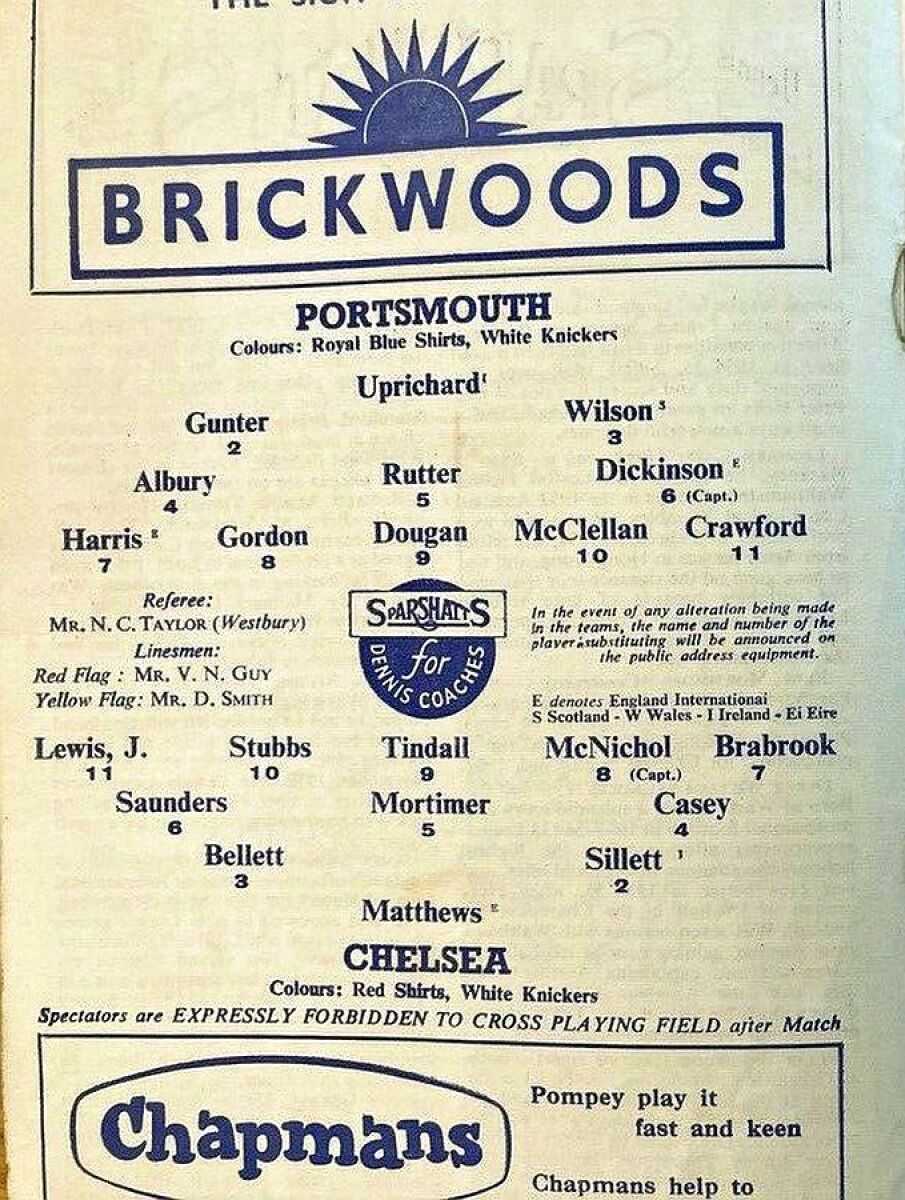 BRICKWOODS
PORTSMOUTH
Colours: Royal Blue Shirts, White Knickers
Uprichard I
Gunter Wilson S
2 3
Albury Rutter Dickinson E
4 5 6 (Capt.)
Harris E Gordon Dougan McClellan Crawford
7 8 9 10 11
Referee:
MR. N. C. TAYLOR (Westbury)
Linesmen:
Red Flag : MR. V. N. GUY
Yellow Flag: MR. D. SMITH
SPARSHATTS
for
DENNIS COACHES
In the event of any alteration being made
in the teams, the name and number of the
player substituting will be announced on
the public address equipment.
E denotes England International
S Scotland - W Wales - I Ireland - Ei Eire
Lewis, J. Stubbs Tindall McNichol Brabrook
11 10 9 8 (Capt.) 7
Saunders Mortimer Casey
6 5 4
Bellett Sillett
3 2
Matthews E
CHELSEA
Colours: Red Shirts, White Knickers
Spectators are EXPRESSLY FORBIDDEN TO CROSS PLAYING FIELD after Match
Chapmans
Pompey play it
fast and keen
Chapmans help to